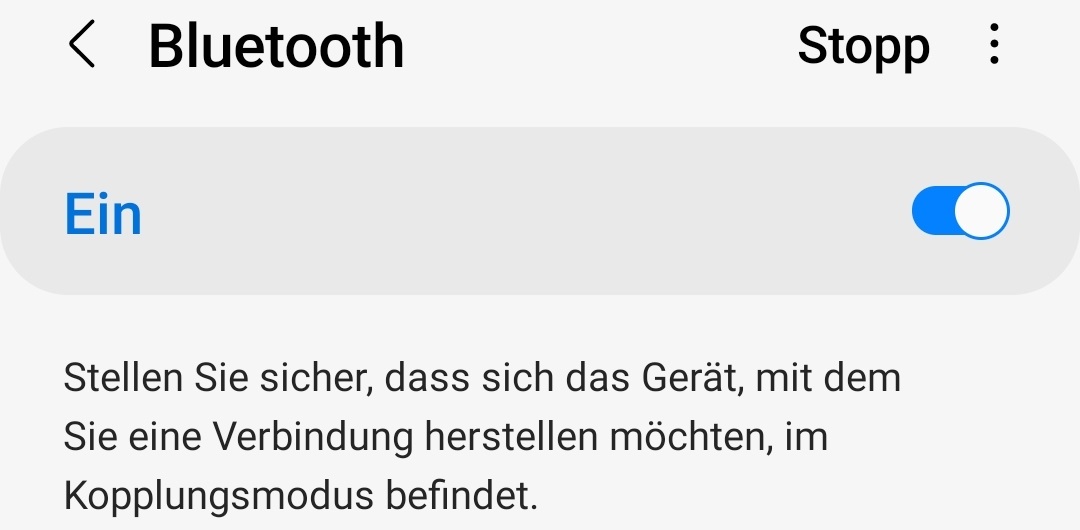 Bluetooth Stopp
Ein
Stellen Sie sicher, dass sich das Gerät, mit dem
Sie eine Verbindung herstellen möchten, im
Kopplungsmodus befindet.